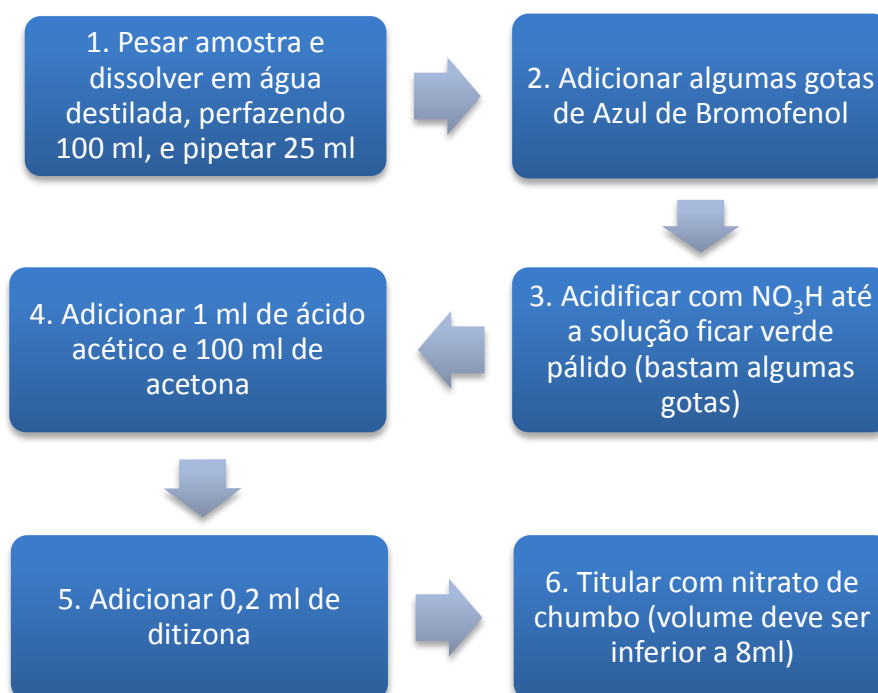 1. Pesar amostra e
dissolver em água
destilada, perfazendo
100 ml, e pipetar 25 ml
2. Adicionar algumas gotas
de Azul de Bromofenol
3. Acidificar com NO₃H até
a solução ficar verde
pálido (bastam algumas
gotas)
4. Adicionar 1 ml de ácido
acético e 100 ml de
acetona
5. Adicionar 0,2 ml de
ditizona
6. Titular com nitrato de
chumbo (volume deve ser
inferior a 8ml)